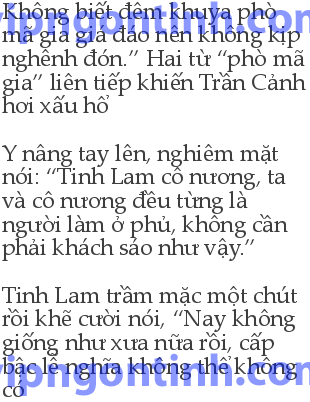 Không biết đêm khuya phò
mã gia giá đáo nên không kịp
nghênh đón.” Hai từ “phò mã
gia” liên tiếp khiến Trần Cảnh
hơi xấu hổ
Y nâng tay lên, nghiêm mặt
nói: “Tinh Lam cô nương, ta
và cô nương đều từng là
người làm ở phủ, không cần
phải khách sáo như vậy.”
Tinh Lam trầm mặc một chút
rồi khẽ cười nói, “Nay không
giống như xưa nữa rồi, cấp
bậc lễ nghĩa không thể không
có
vipngontinh.com